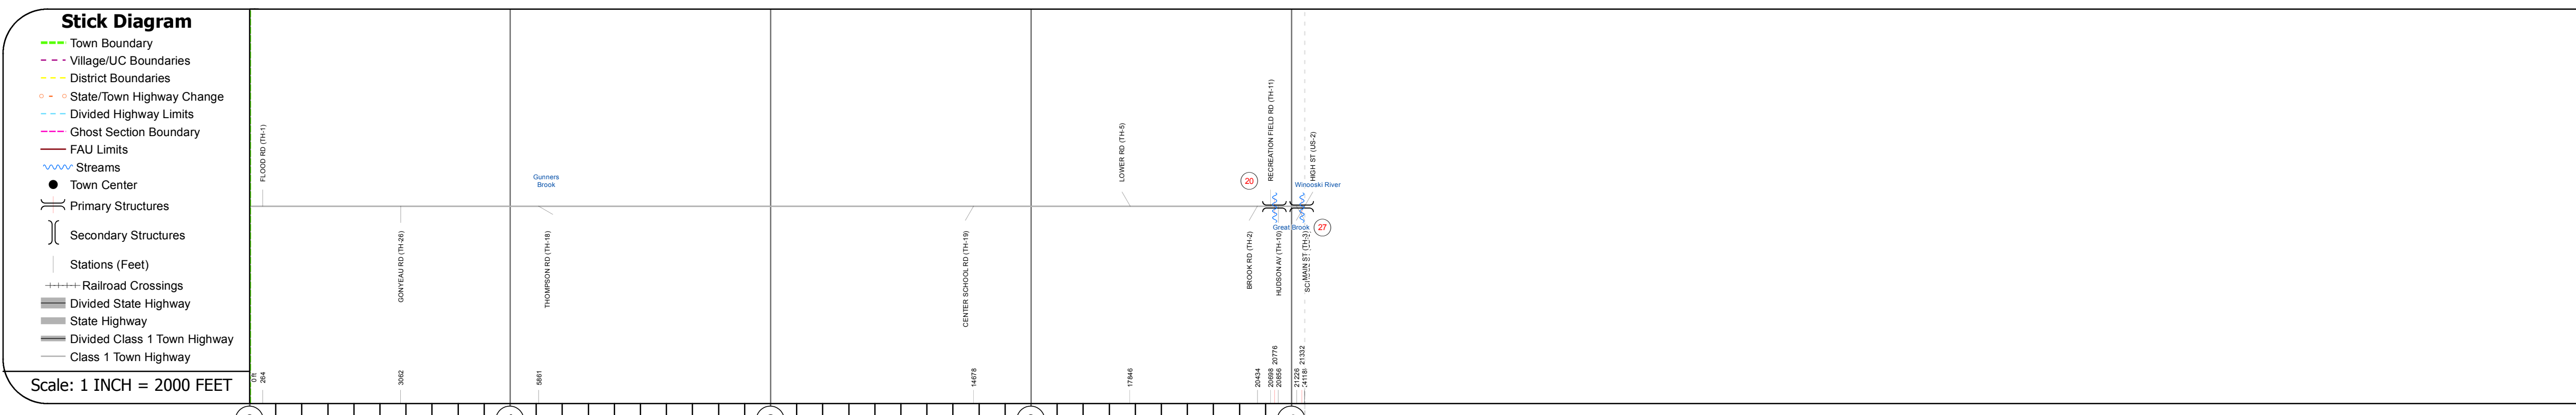 Stick Diagram
Town Boundary
Village/UC Boundaries
District Boundaries
State/Town Highway Change
Divided Highway Limits
Ghost Section Boundary
FAU Limits
Streams
Town Center
Primary Structures
Secondary Structures
Stations (Feet)
Railroad Crossings
Divided State Highway
State Highway
Divided Class 1 Town Highway
Class 1 Town Highway
Scale: 1 INCH = 2000 FEET
FLOOD RD (TH-1)
GONYEAU RD (TH-26)
Gunners
Brook
THOMPSON RD (TH-18)
CENTER SCHOOL RD (TH-19)
LOWER RD (TH-5)
BROOK RD (TH-2)
20
RECREATION FIELD RD (TH-11)
HUDSON AV (TH-10)
Great Brook
MAIN ST (TH-3)
HIGH ST (US-2)
Winooski River
27
0 ft
264
3062
5861
14678
17846
20434
20698
20776
20856
21226
21332